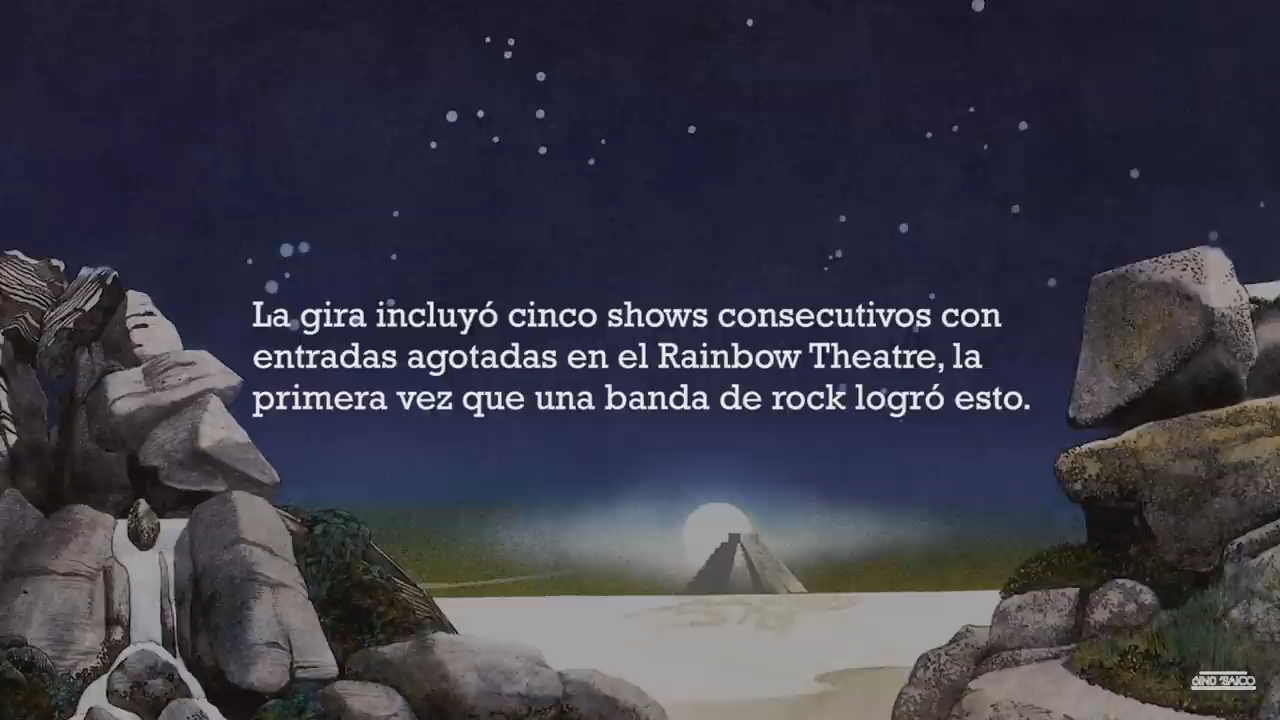 La gira incluyó cinco shows consecutivos con
entradas agotadas en el Rainbow Theatre, la
primera vez que una banda de rock logró esto.